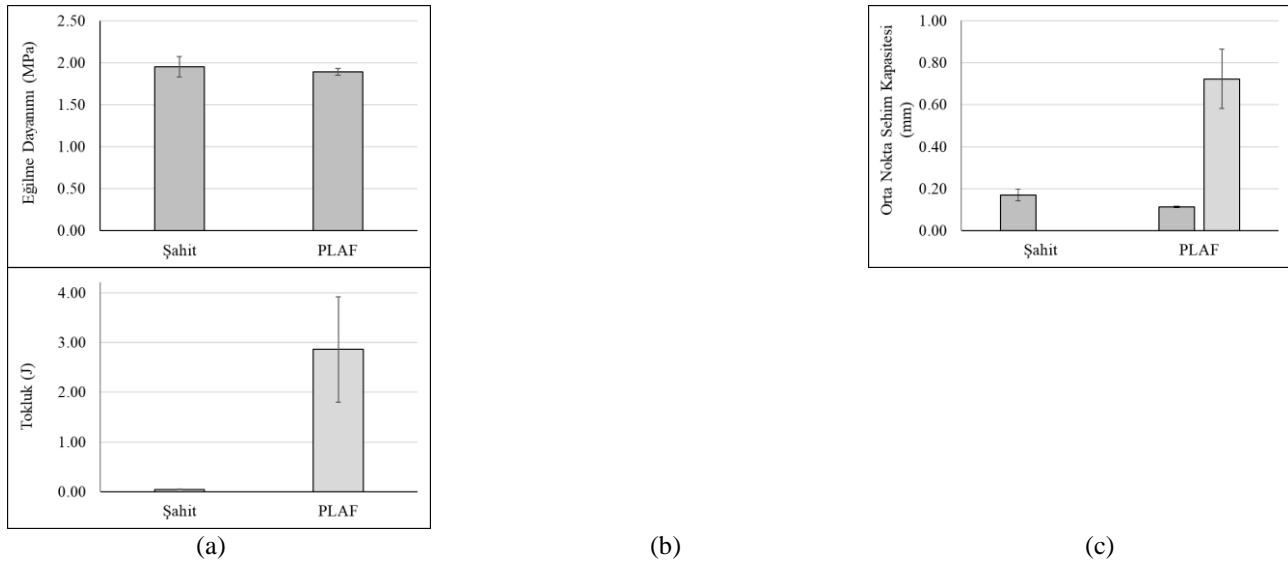 2.50
2.00
1.50
1.00
0.50
0.00
Eğilme Dayanımı (MPa)
Şahit PLAF
1.00
0.80
0.60
0.40
0.20
0.00
Orta Nokta Sehim Kapasitesi
(mm)
Şahit PLAF
4.00
3.00
2.00
1.00
0.00
Tokluk (J)
Şahit PLAF
(a) (b) (c)